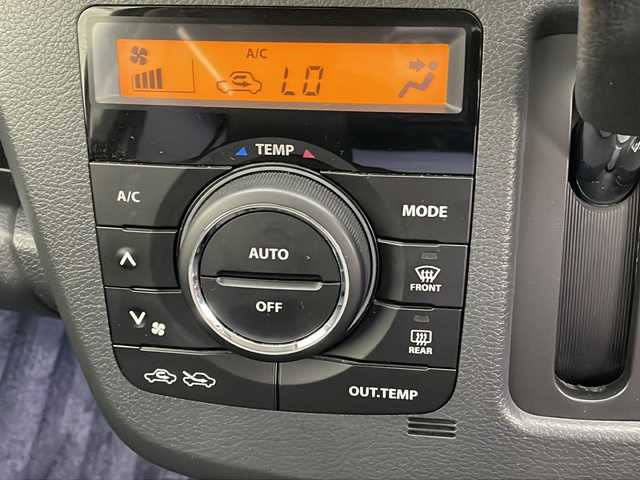 A/C
LO
TEMP
A/C
MODE
AUTO
OFF
FRONT
REAR
OUT.TEMP